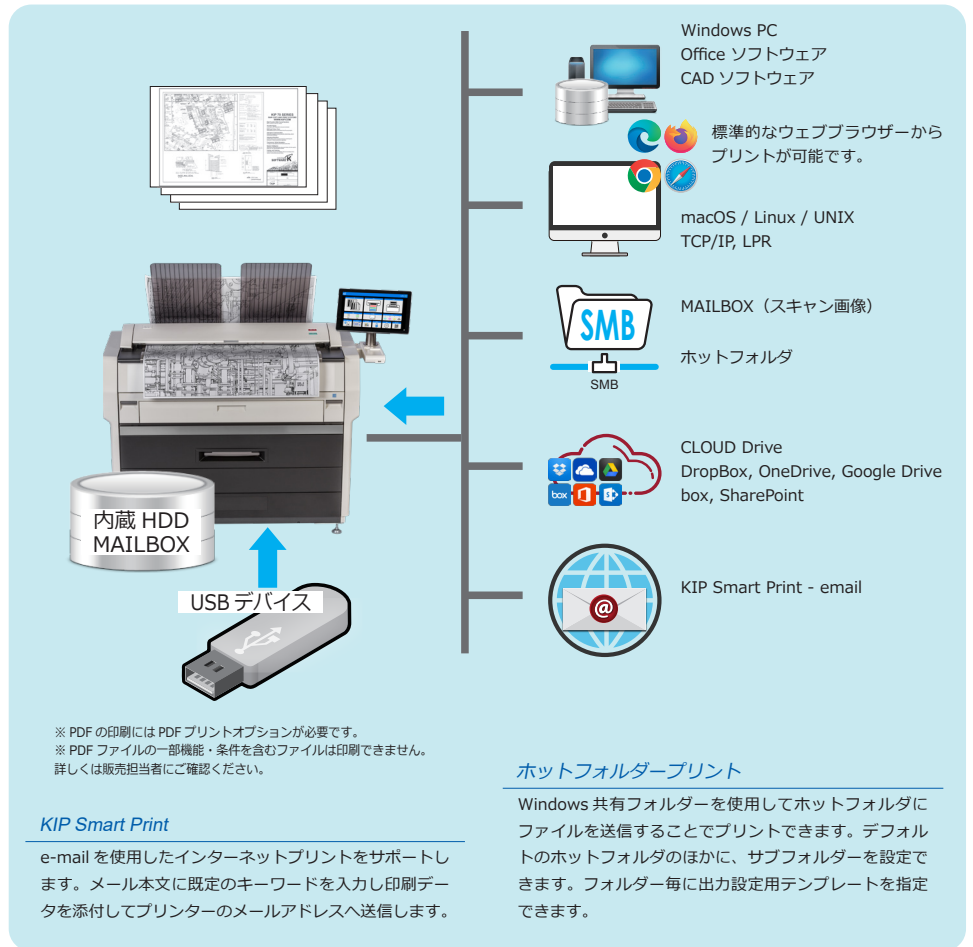 Windows PC
Office ソフトウェア
CAD ソフトウェア
標準的なウェブブラウザーから
プリントが可能です。
macOS / Linux / UNIX
TCP/IP, LPR
SMB
MAILBOX（スキャン画像）
ホットフォルダ
SMB
CLOUD Drive
DropBox, OneDrive, Google Drive
box, SharePoint
box
@
KIP Smart Print - email
内蔵 HDD
MAILBOX
USB デバイス
※ PDF の印刷には PDF プリントオプションが必要です。
※ PDF ファイルの一部機能・条件を含むファイルは印刷できません。
詳しくは販売担当者にご確認ください。
KIP Smart Print
e-mail を使用したインターネットプリントをサポートし
ます。メール本文に既定のキーワードを入力し印刷デー
タを添付してプリンターのメールアドレスへ送信します。
ホットフォルダープリント
Windows 共有フォルダーを使用してホットフォルダに
ファイルを送信することでプリントできます。デフォル
トのホットフォルダのほかに、サブフォルダーを設定で
きます。フォルダー毎に出力設定用テンプレートを指定
できます。